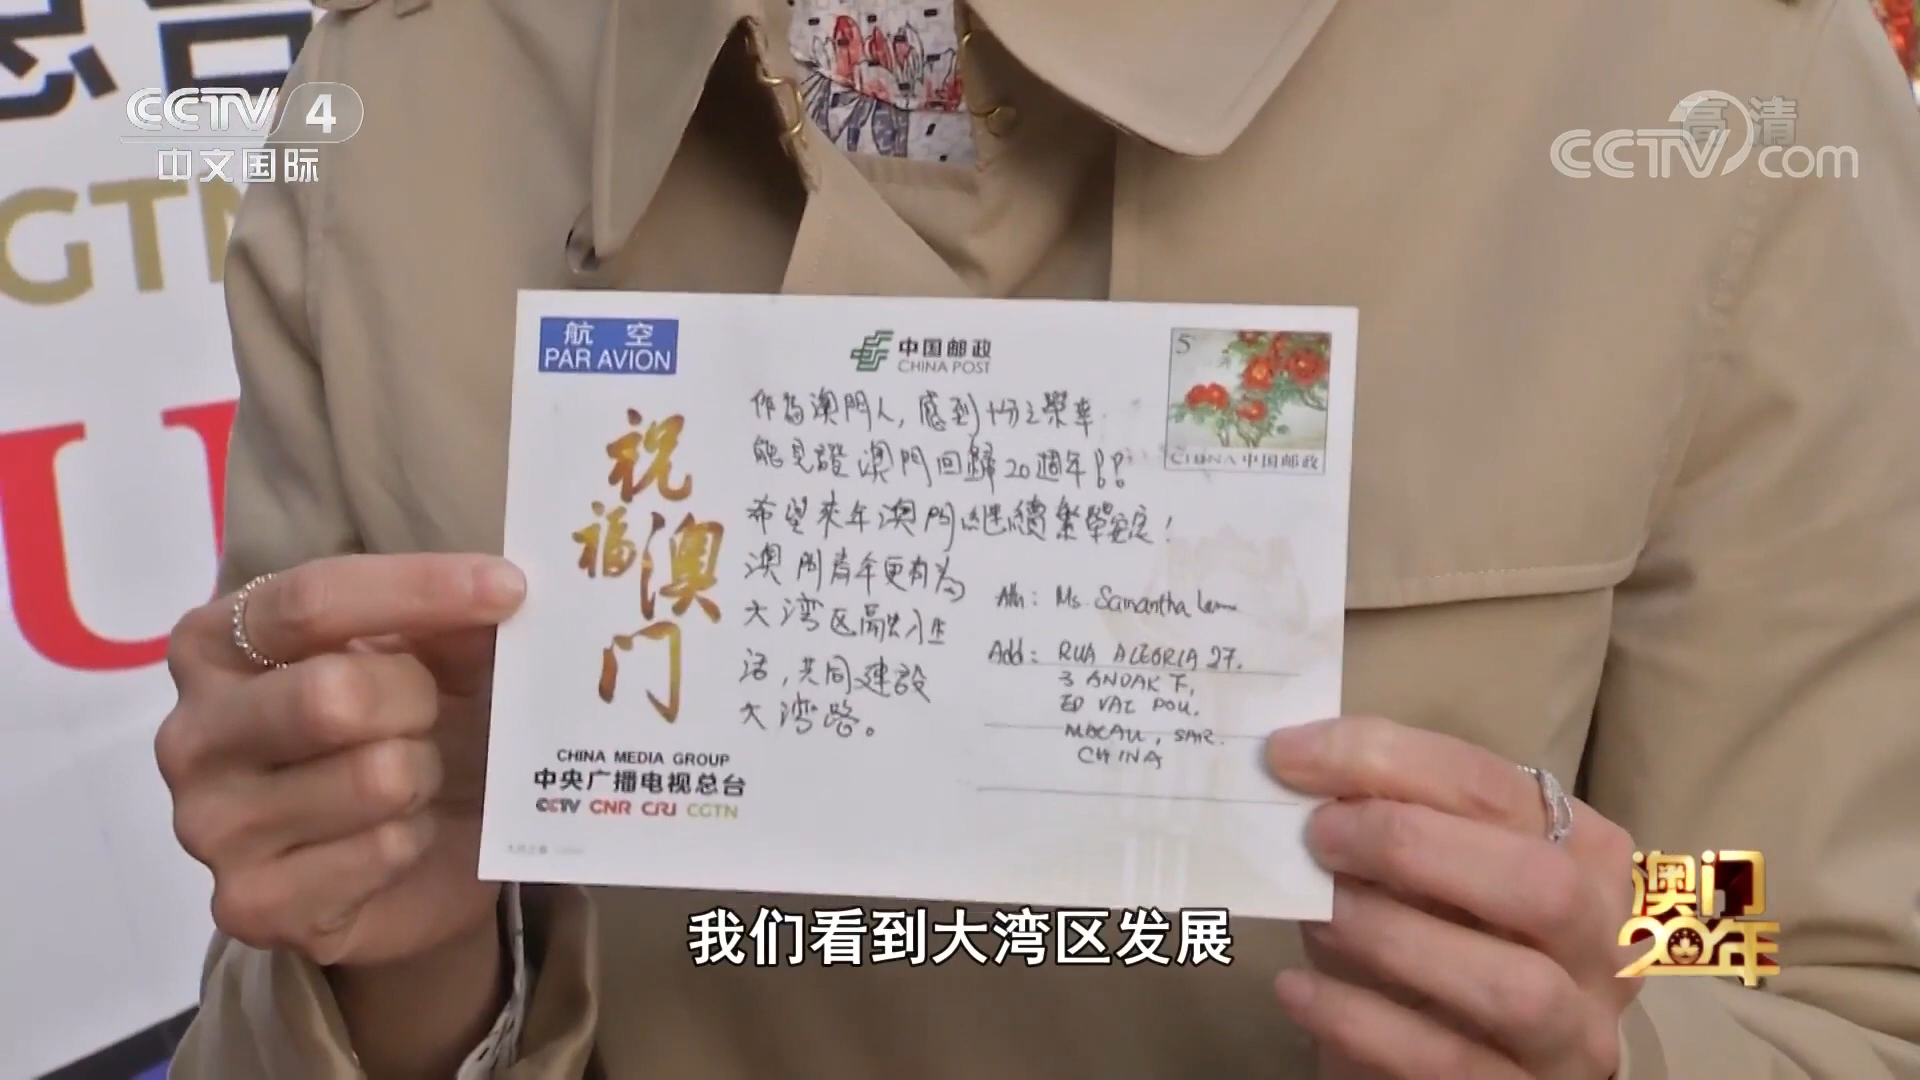 CCTV 4
中文国际
高清
CCTV.com
GTN
U
航 空
PAR AVION
中国邮政
CHINA POST
5
CHINA 中国邮政
祝
福
澳
门
作為澳門人,感到十分之榮幸
能見證澳門回歸20週年!!
希望來年澳門繼續繁榮安定!
澳門青年更有為
大湾区融入生
活,共同建設
大湾路。
Attn: Ms. Samantha
Add: RUA ALEGRIA 27.
3 ANDAR F,
ED VAI POU.
MACAU, SAR.
CHINA
CHINA MEDIA GROUP
中央广播电视总台
CCTV CNR CRI CGTN
我们看到大湾区发展
澳门
20年